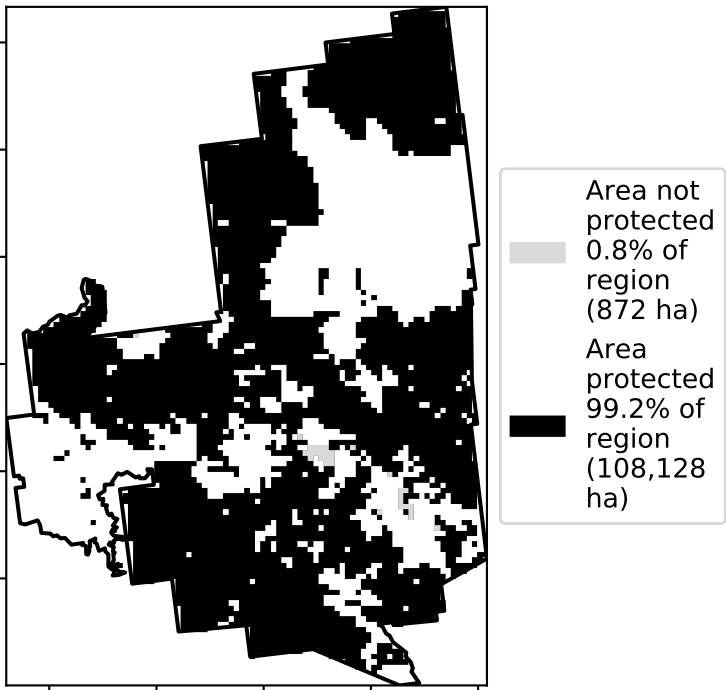 Area not
protected
0.8% of
region
(872 ha)
Area
protected
99.2% of
region
(108,128
ha)